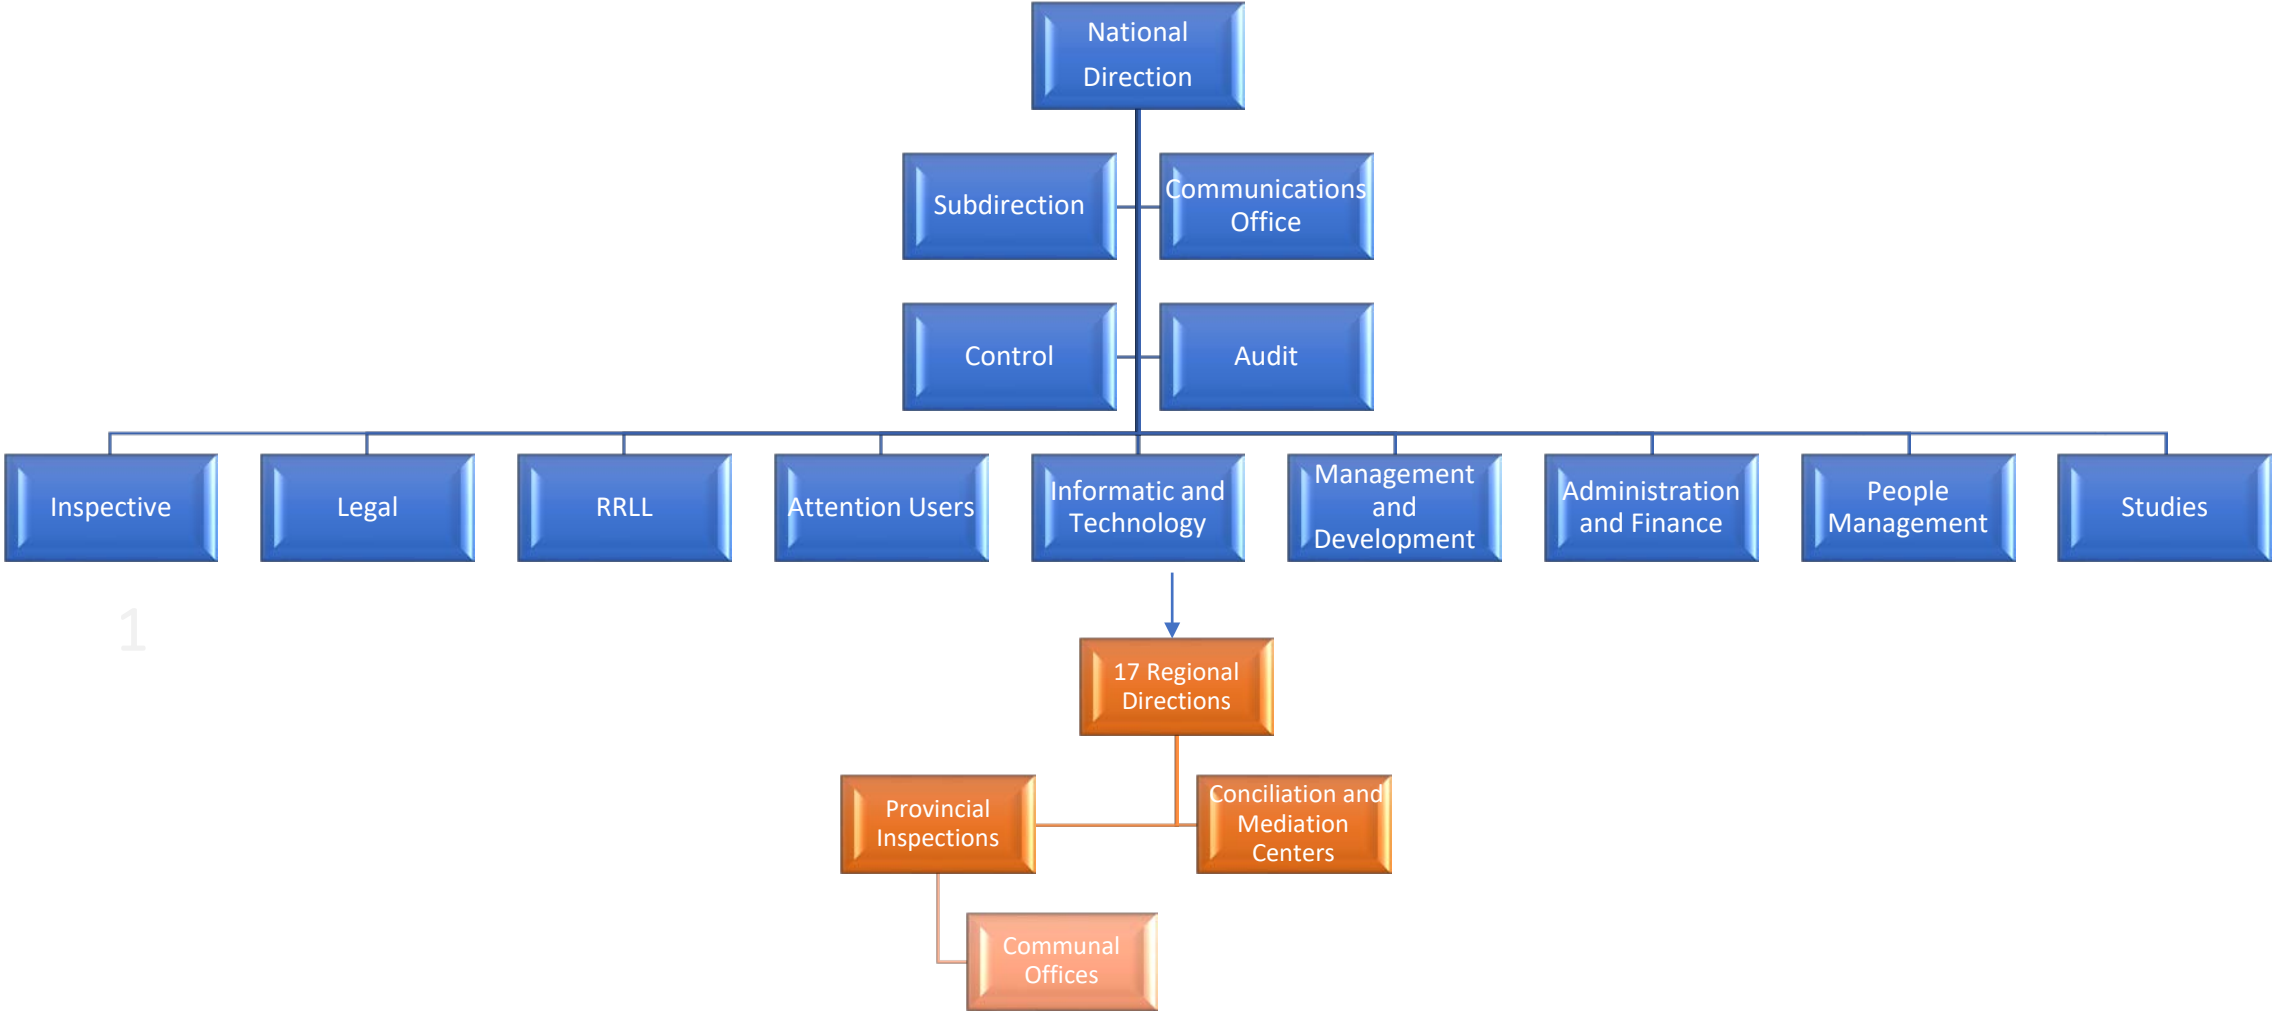 National
Direction
Subdirection
Communications
Office
Control
Audit
Inspective
Legal
RRLL
Attention Users
Informatic and
Technology
Management
and
Development
Administration
and Finance
People
Management
Studies
1
17 Regional
Directions
Provincial
Inspections
Conciliation and
Mediation
Centers
Communal
Offices